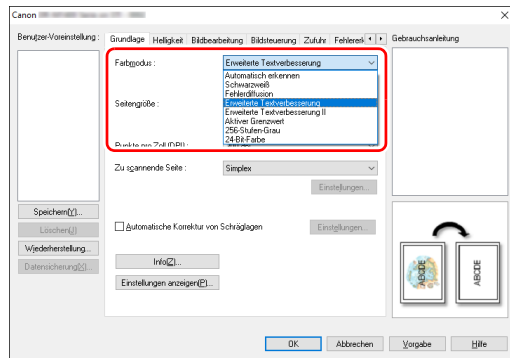 Canon
Benutzer-Voreinstellung :
Speichern(Y)...
Löschen(J)
Wiederherstellung...
Datensicherung(X)...
Grundlage Helligkeit Bildbearbeitung Bildsteuerung Zufuhr
Farbmodus : Erweiterte Textverbesserung
Automatisch erkennen
Schwarzweiß
Fehlerdiffusion
Erweiterte Textverbesserung
Erweiterte Textverbesserung II
Aktiver Grenzwert
256-Stufen-Grau
24-Bit-Farbe
Seitengröße :
Punkte pro Zoll (DPI) :
Zu scannende Seite : Simplex
Einstellungen...
Automatische Korrektur von Schräglagen Einstellungen...
Info(Z)...
Einstellungen anzeigen(P)...
Gebrauchsanleitung
ABCDE
ABCDE
OK Abbrechen Vorgabe Hilfe